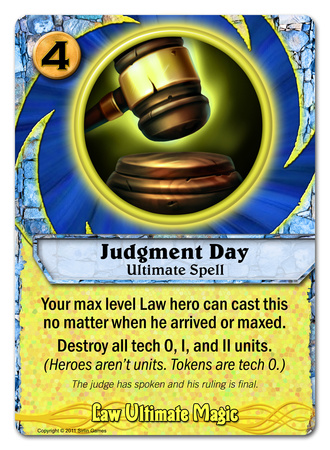 4
Judgment Day
Ultimate Spell
Your max level Law hero can cast this
no matter when he arrived or maxed.
Destroy all tech 0, I, and II units.
(Heroes aren't units. Tokens are tech 0.)
The judge has spoken and his ruling is final.
Law Ultimate Magic
Copyright © 2011 Sirlin Games